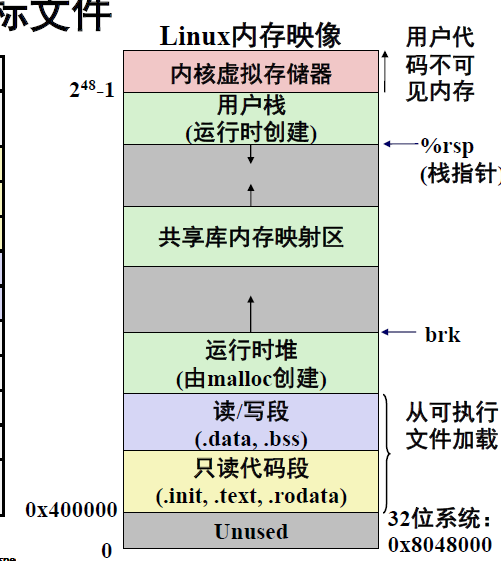 标文件
Linux内存映像
用户代
码不可
见内存
2⁴⁸-1
内核虚拟存储器
用户栈
(运行时创建)
%rsp
(栈指针)
共享库内存映射区
brk
运行时堆
(由malloc创建)
读/写段
(.data, .bss)
从可执行
文件加载
只读代码段
(.init, .text, .rodata)
0x400000
Unused
32位系统：
0x8048000
0